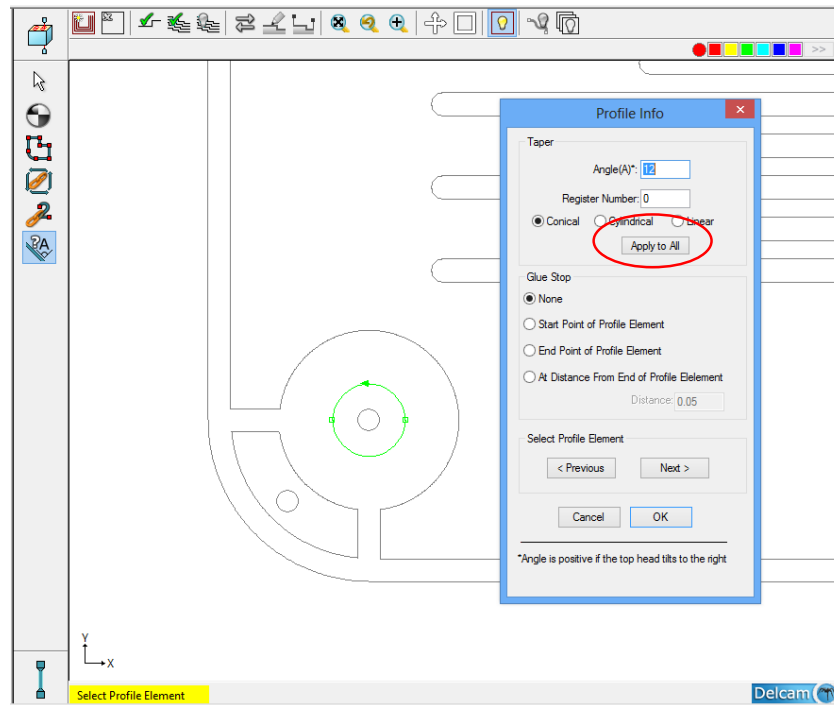 >>
Profile Info
Taper
Angle(A)*: 12
Register Number: 0
Conical Cylindrical Linear
Apply to All
Glue Stop
None
Start Point of Profile Element
End Point of Profile Element
At Distance From End of Profile Elelement
Distance: 0.05
Select Profile Element
< Previous Next >
Cancel OK
*Angle is positive if the top head tilts to the right
Y
X
Select Profile Element
Delcam